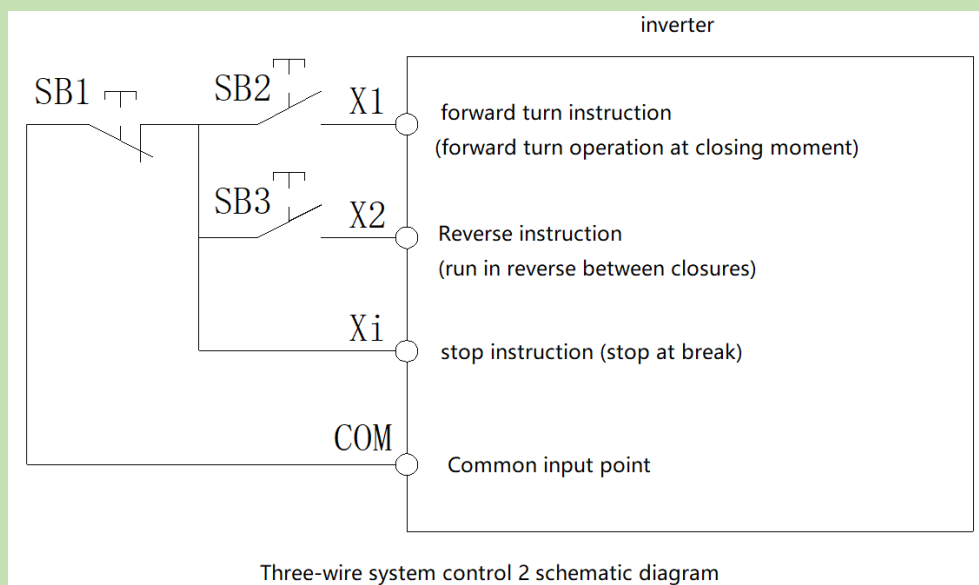 inverter
SB1
SB2
X1
forward turn instruction
(forward turn operation at closing moment)
SB3
X2
Reverse instruction
(run in reverse between closures)
Xi
stop instruction (stop at break)
COM
Common input point
Three-wire system control 2 schematic diagram